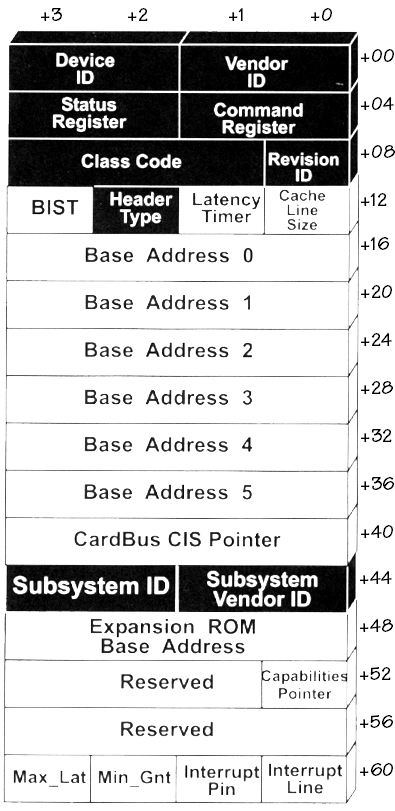 +3 +2 +1 +0
Device
ID
Vendor
ID
+00
Status
Register
Command
Register
+04
Class Code
Revision
ID
+08
BIST
Header
Type
Latency
Timer
Cache
Line
Size
+12
Base Address 0
+16
Base Address 1
+20
Base Address 2
+24
Base Address 3
+28
Base Address 4
+32
Base Address 5
+36
CardBus CIS Pointer
+40
Subsystem ID
Subsystem
Vendor ID
+44
Expansion ROM
Base Address
+48
Reserved
Capabilities
Pointer
+52
Reserved
+56
Max_Lat
Min_Gnt
Interrupt
Pin
Interrupt
Line
+60